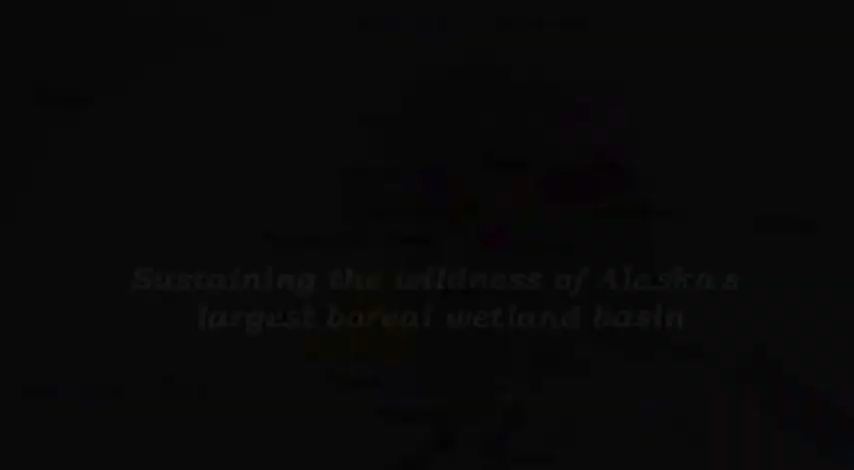 Sustaining the wildness of Alaska's
largest boreal wetland basin